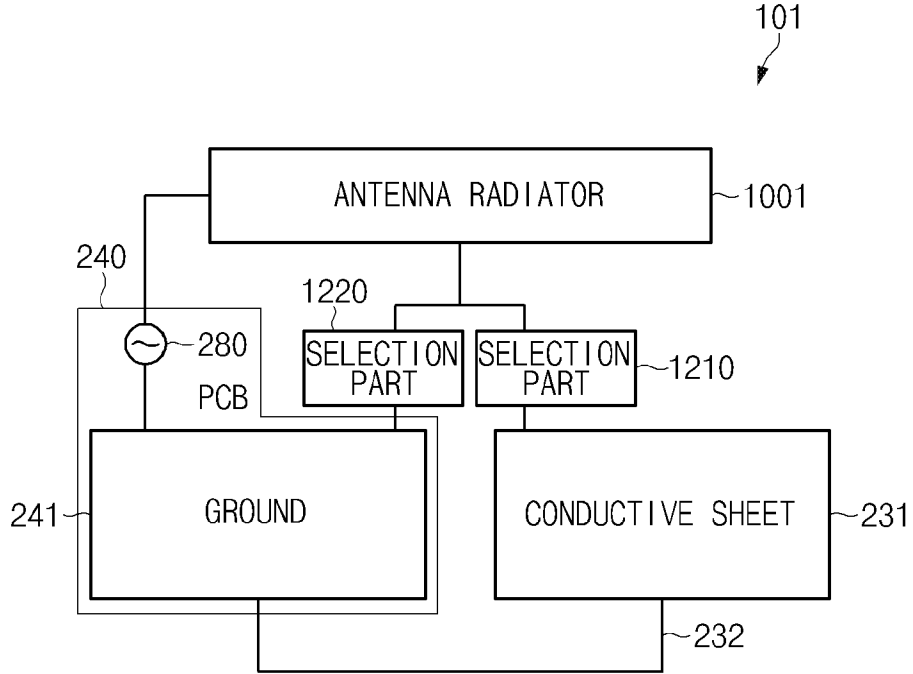 101
ANTENNA RADIATOR
1001
240
1220
280
SELECTION
PART
SELECTION
PART
1210
PCB
241
GROUND
CONDUCTIVE SHEET
231
232